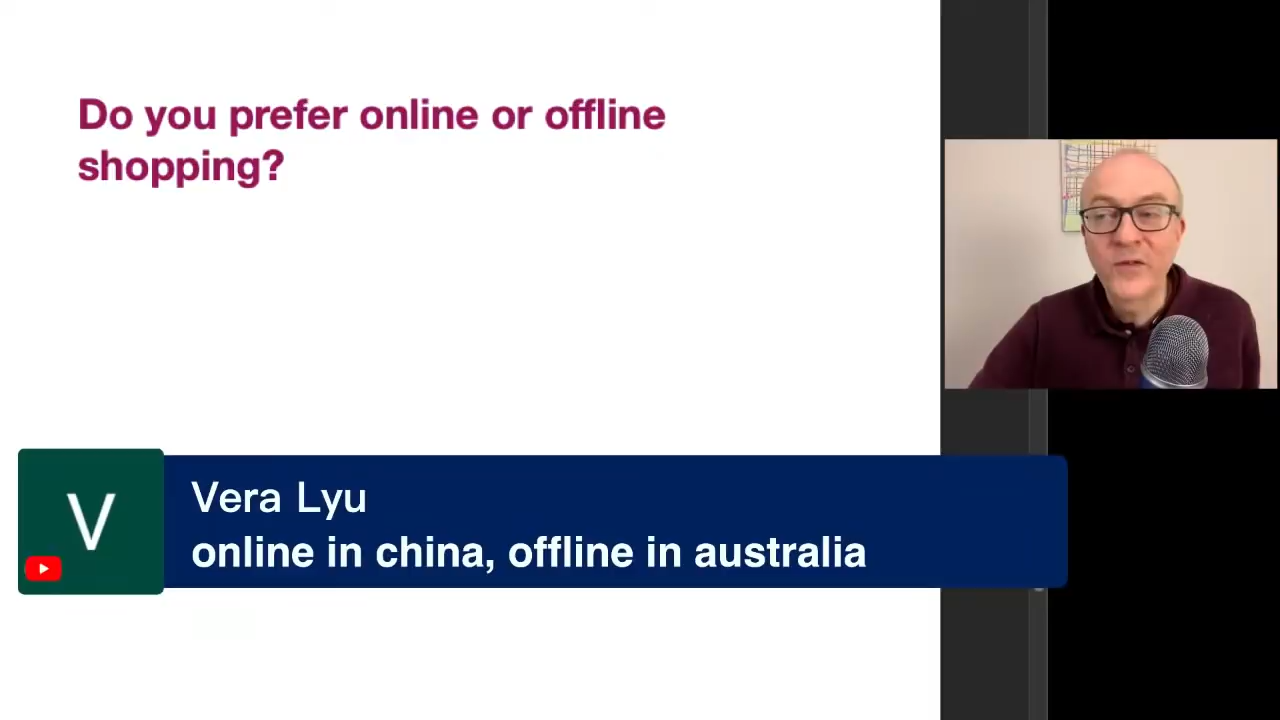 Do you prefer online or offline
shopping?
V
Vera Lyu
online in china, offline in australia